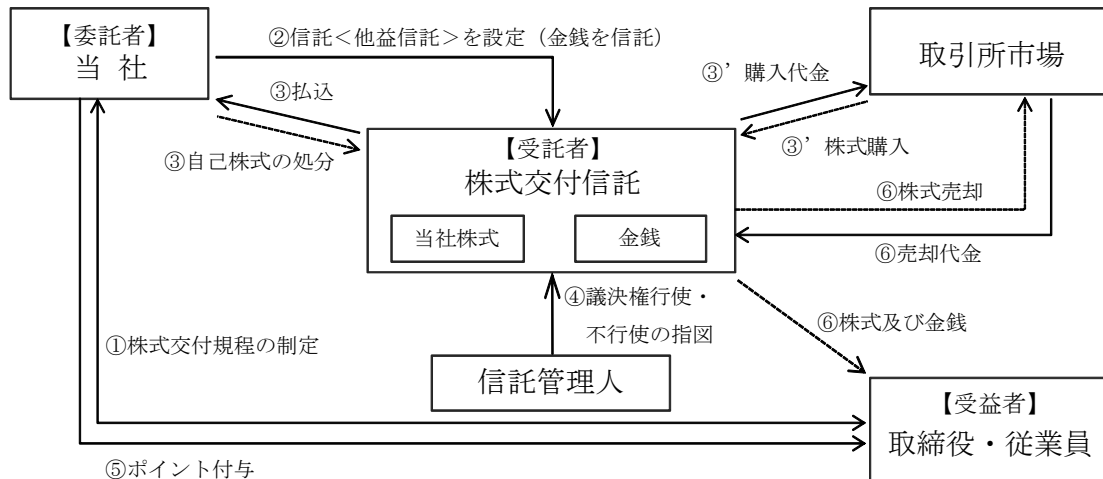 【委託者】
当 社
②信託<他益信託>を設定（金銭を信託）
取引所市場
③’購入代金
③払込
③自己株式の処分
【受託者】
株式交付信託
③’株式購入
⑥株式売却
当社株式
金銭
⑥売却代金
④議決権行使・
不行使の指図
⑥株式及び金銭
①株式交付規程の制定
信託管理人
【受益者】
取締役・従業員
⑤ポイント付与